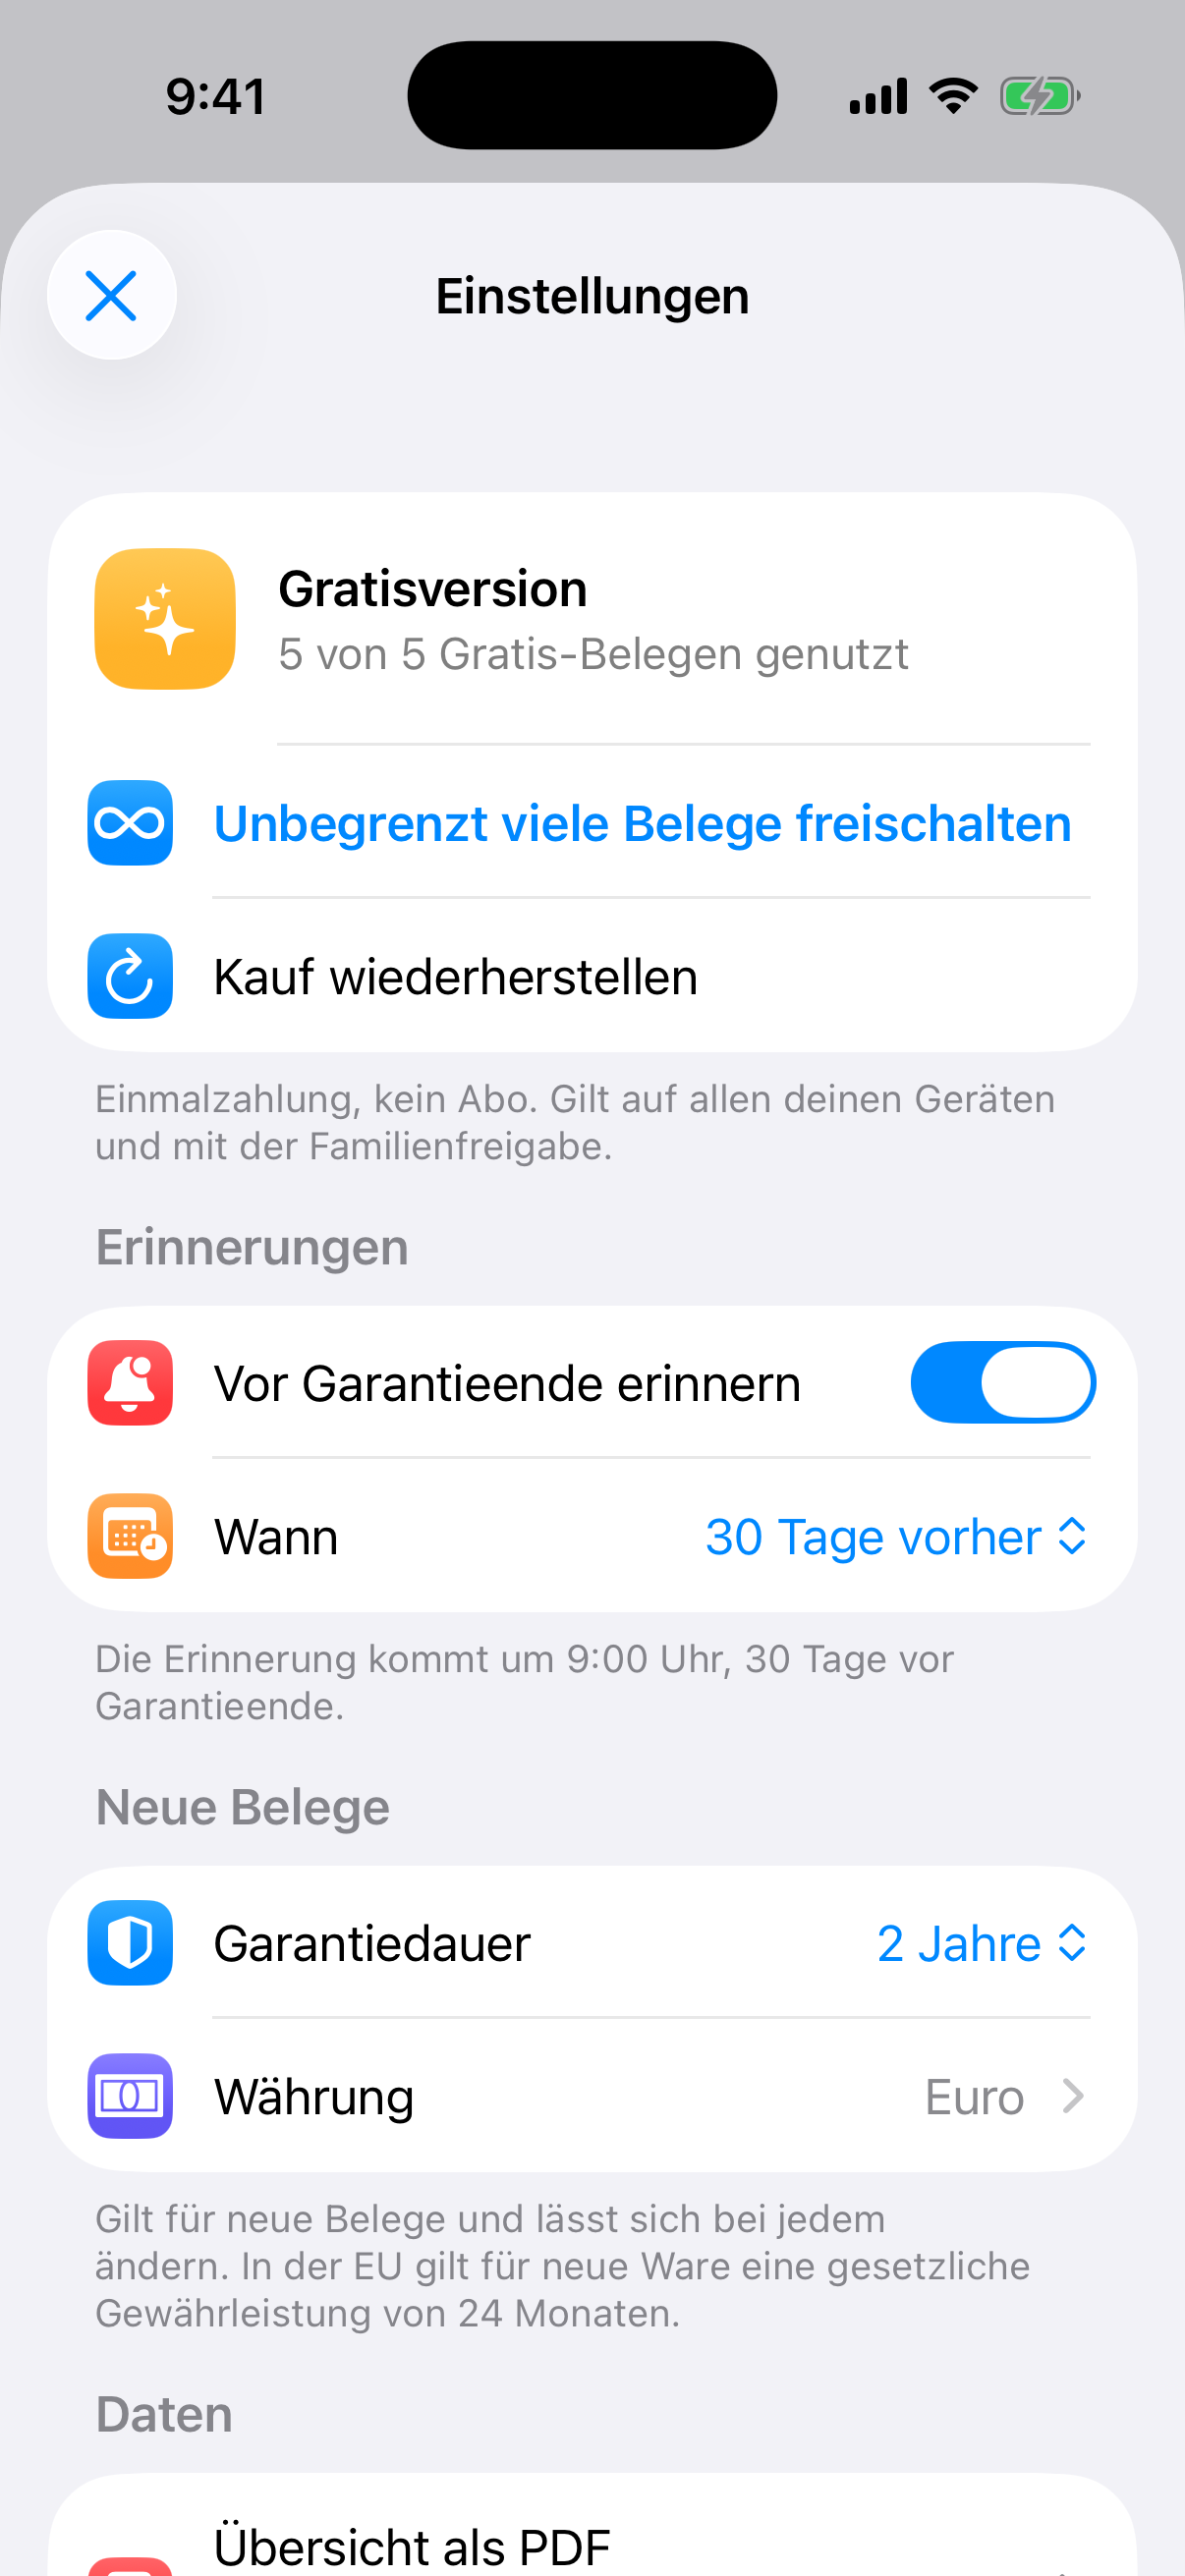 9:41
Einstellungen
Gratisversion
5 von 5 Gratis-Belegen genutzt
Unbegrenzt viele Belege freischalten
Kauf wiederherstellen
Einmalzahlung, kein Abo. Gilt auf allen deinen Geräten
und mit der Familienfreigabe.
Erinnerungen
Vor Garantieende erinnern
Wann 30 Tage vorher
Die Erinnerung kommt um 9:00 Uhr, 30 Tage vor
Garantieende.
Neue Belege
Garantiedauer 2 Jahre
Währung Euro
Gilt für neue Belege und lässt sich bei jedem
ändern. In der EU gilt für neue Ware eine gesetzliche
Gewährleistung von 24 Monaten.
Daten
Übersicht als PDF